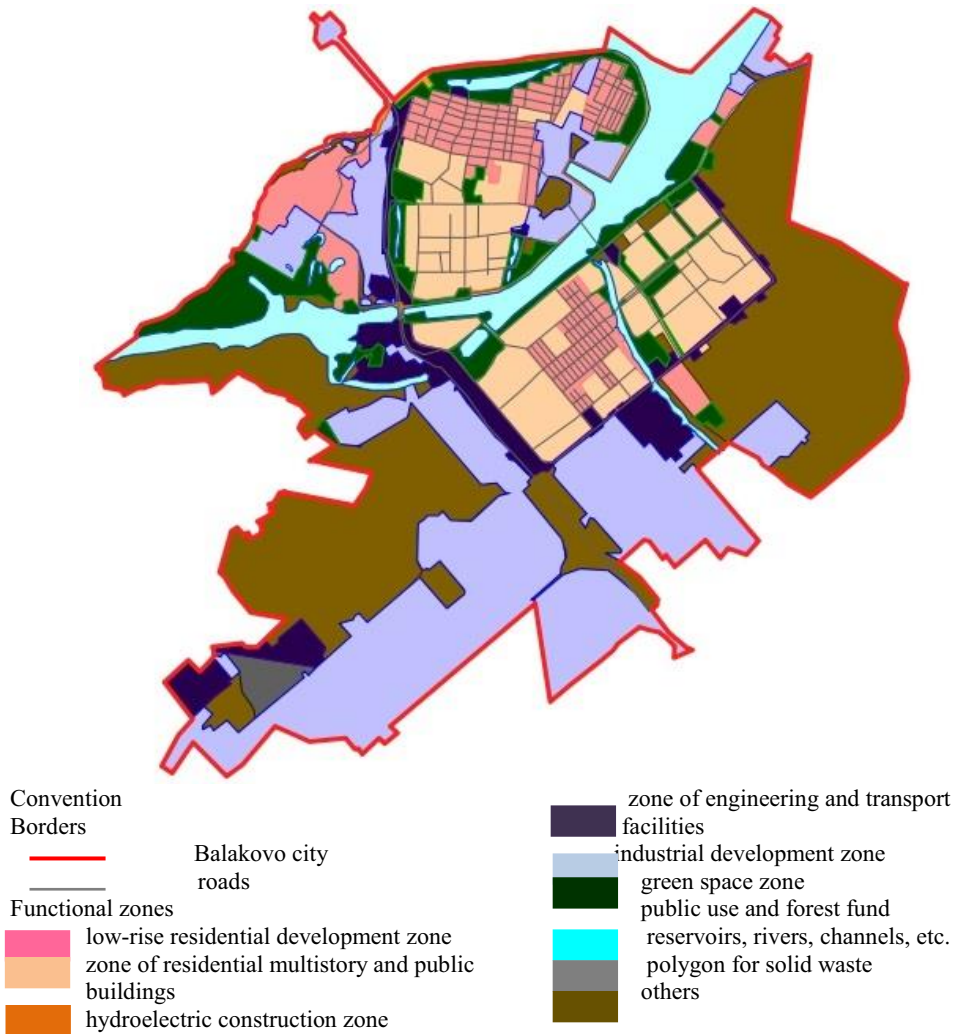 Convention
Borders
Balakovo city
roads
Functional zones
low-rise residential development zone
zone of residential multistory and public
buildings
hydroelectric construction zone
zone of engineering and transport
facilities
industrial development zone
green space zone
public use and forest fund
reservoirs, rivers, channels, etc.
polygon for solid waste
others